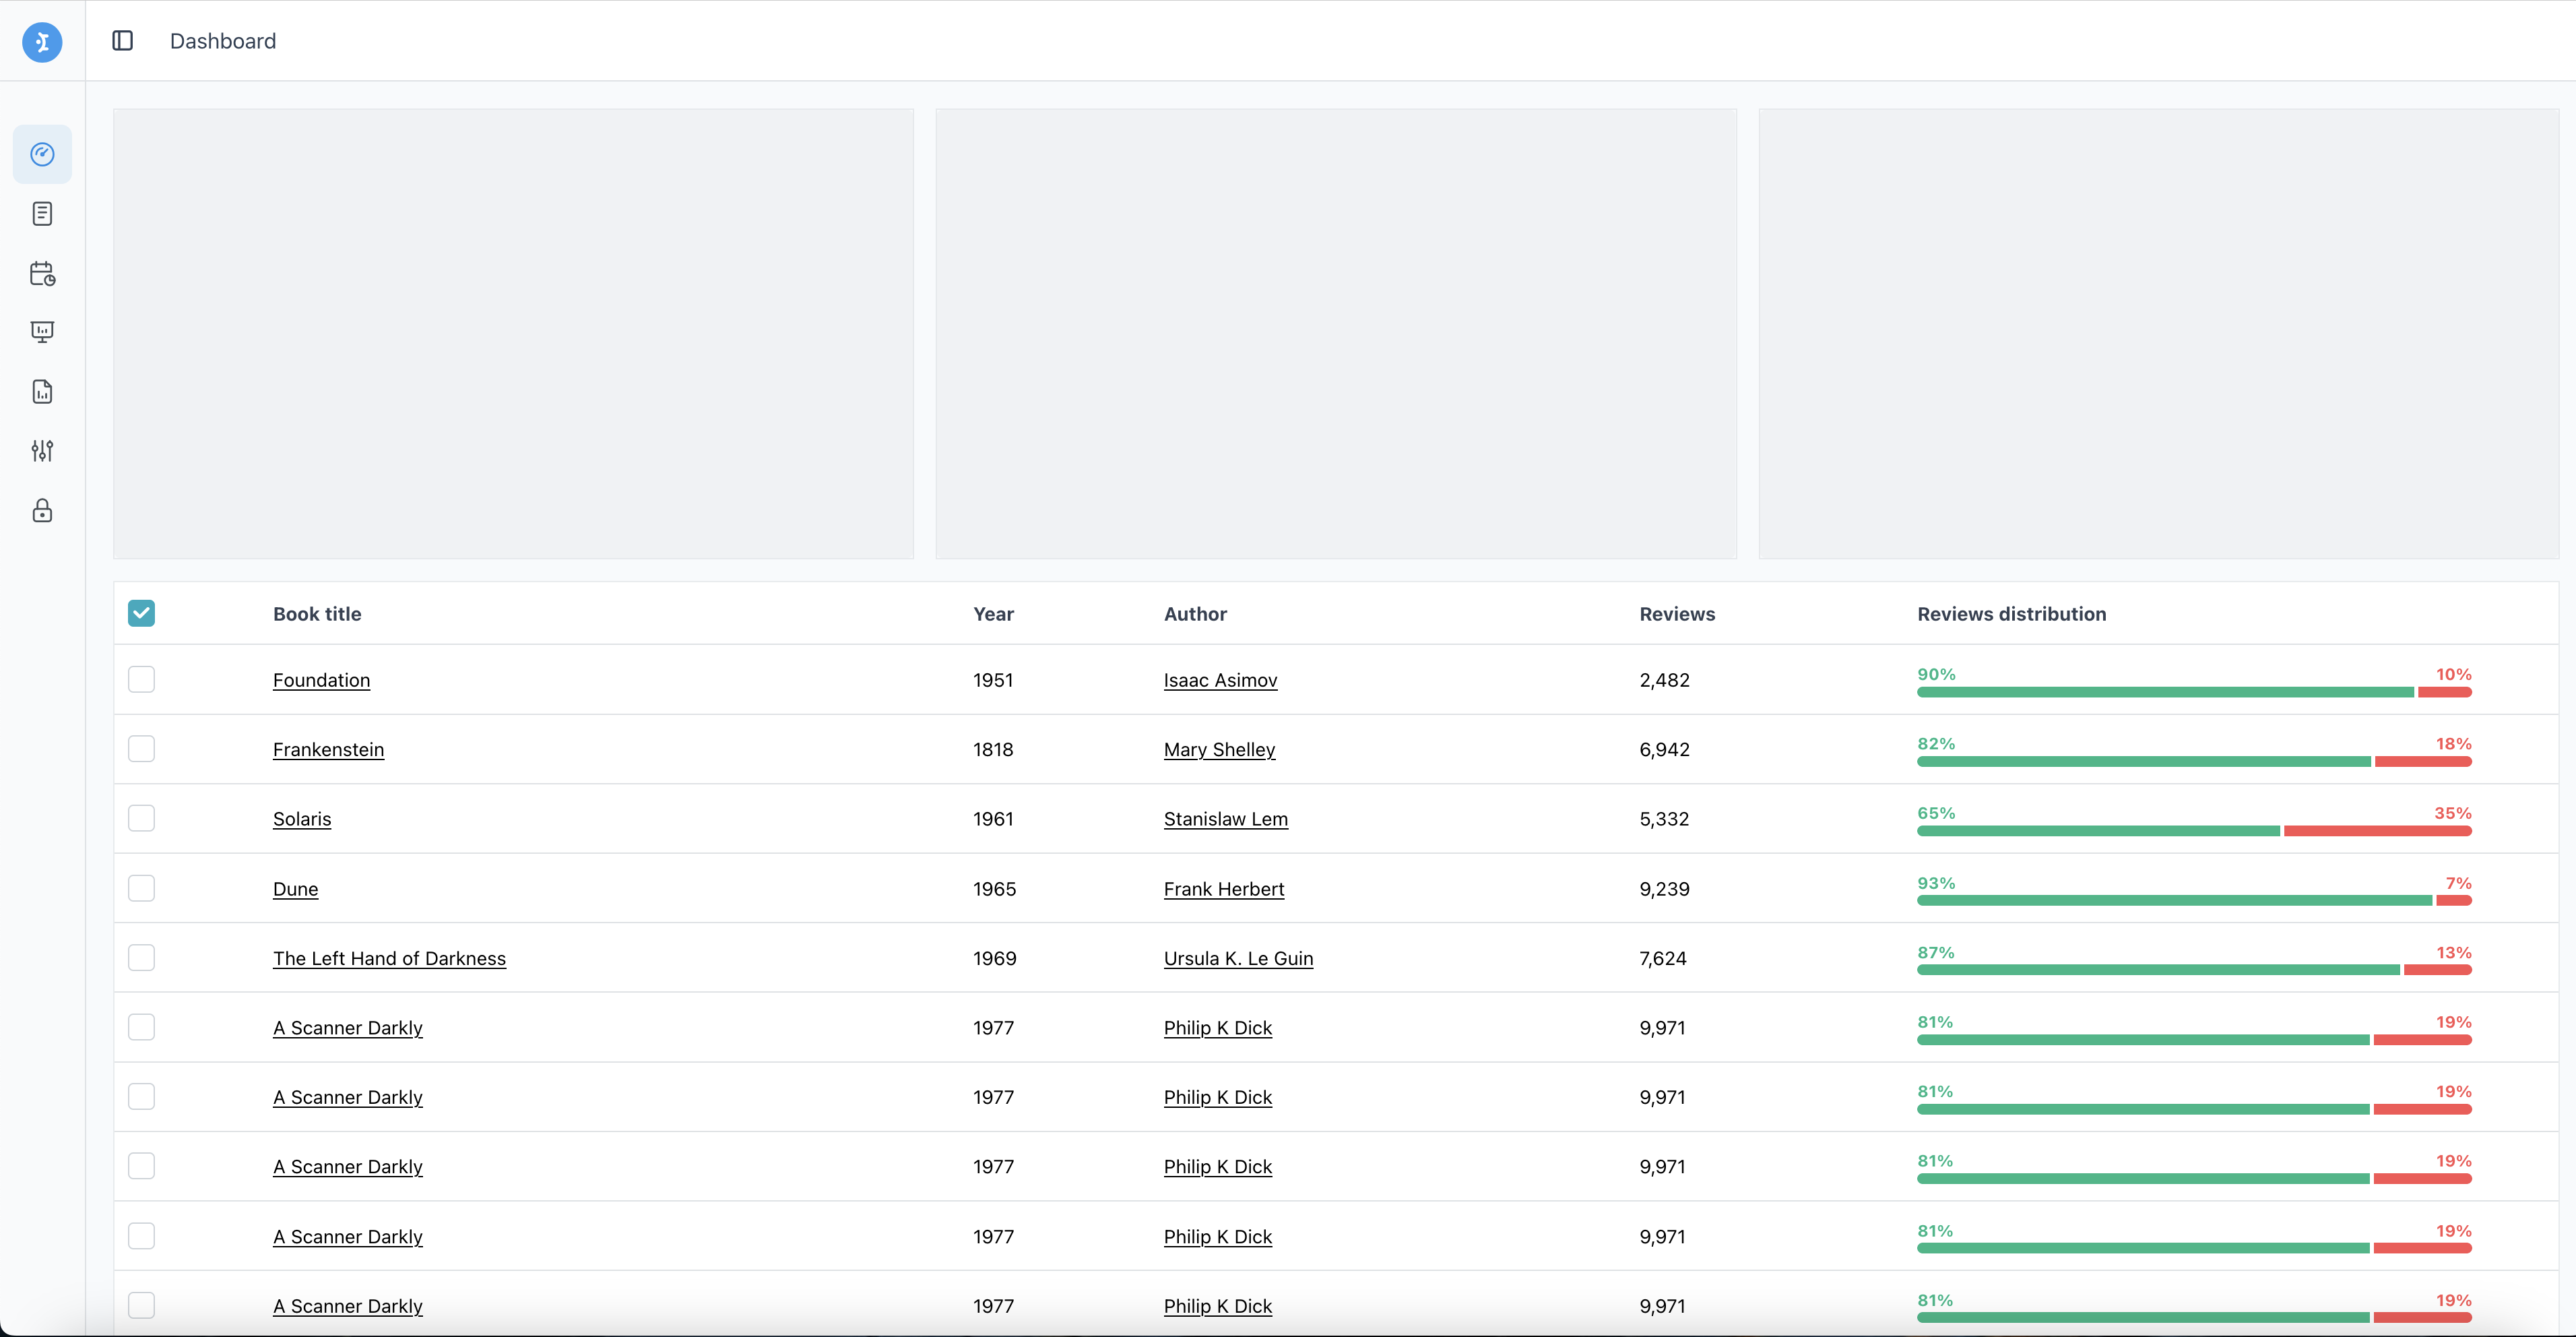 Dashboard
Book title Year Author Reviews Reviews distribution
Foundation 1951 Isaac Asimov 2,482 90% 10%
Frankenstein 1818 Mary Shelley 6,942 82% 18%
Solaris 1961 Stanislaw Lem 5,332 65% 35%
Dune 1965 Frank Herbert 9,239 93% 7%
The Left Hand of Darkness 1969 Ursula K. Le Guin 7,624 87% 13%
A Scanner Darkly 1977 Philip K Dick 9,971 81% 19%
A Scanner Darkly 1977 Philip K Dick 9,971 81% 19%
A Scanner Darkly 1977 Philip K Dick 9,971 81% 19%
A Scanner Darkly 1977 Philip K Dick 9,971 81% 19%
A Scanner Darkly 1977 Philip K Dick 9,971 81% 19%